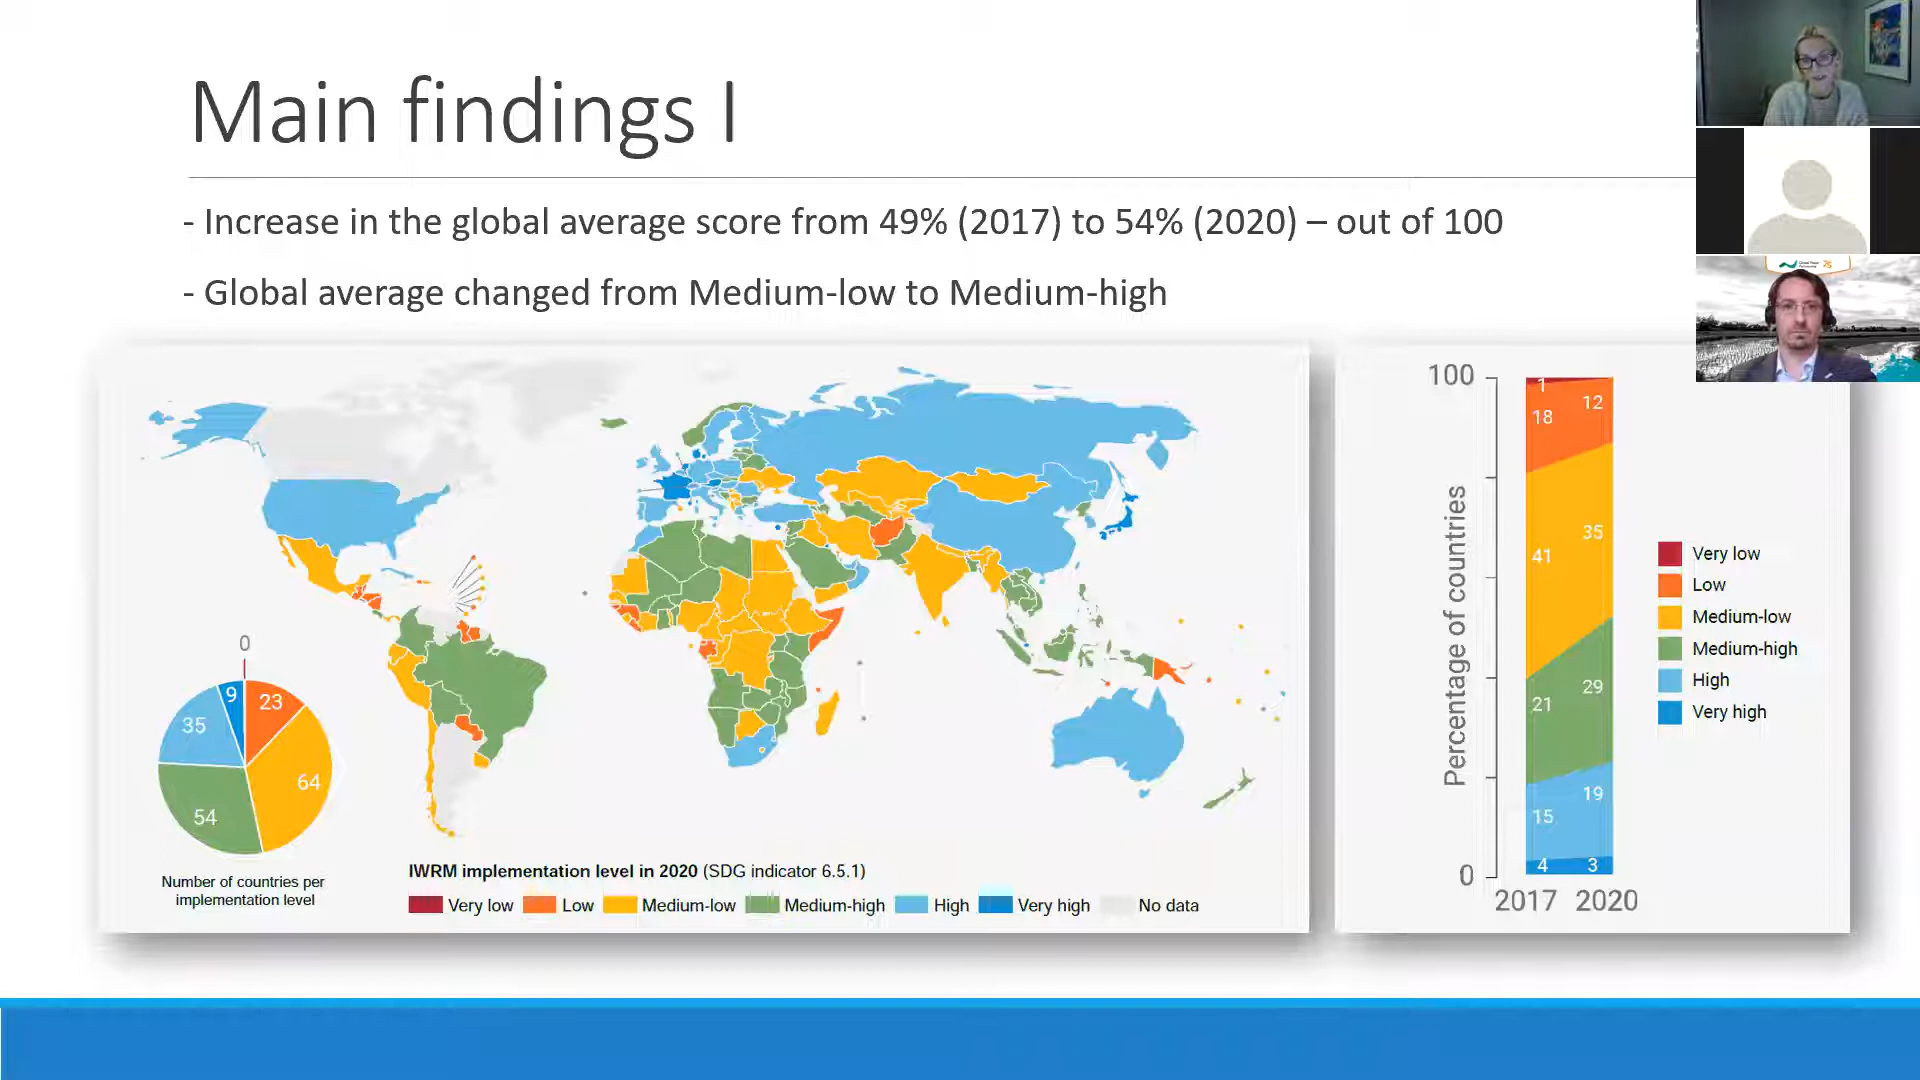 Main findings I
- Increase in the global average score from 49% (2017) to 54% (2020) – out of 100
- Global average changed from Medium-low to Medium-high
0
9
23
35
64
54
Number of countries per
implementation level
IWRM implementation level in 2020 (SDG indicator 6.5.1)
Very low
Low
Medium-low
Medium-high
High
Very high
No data
100
Percentage of countries
0
1
18
12
41
35
21
29
15
19
4
3
2017
2020
Very low
Low
Medium-low
Medium-high
High
Very high